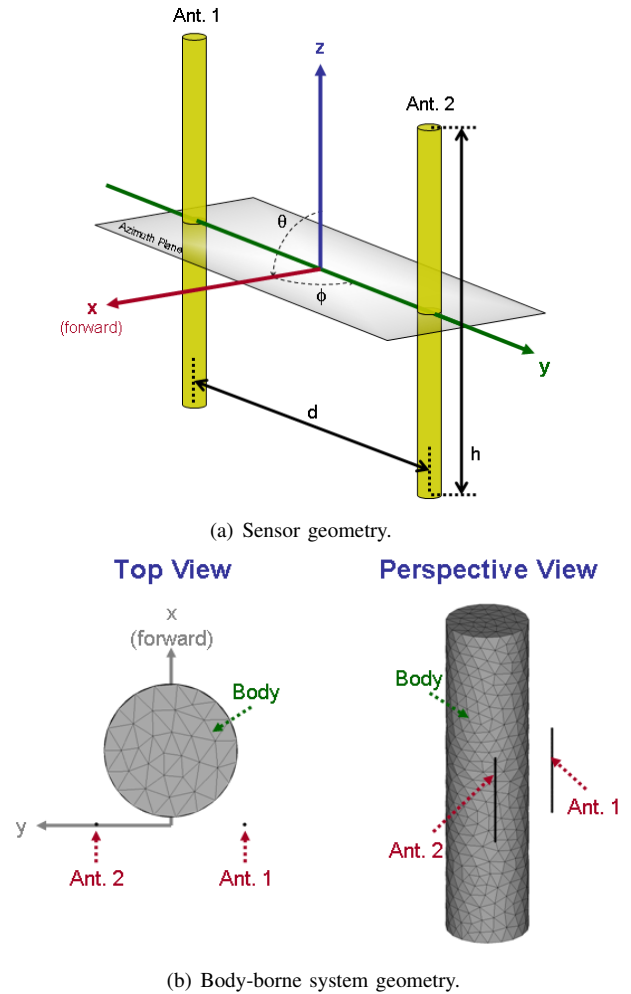 Ant. 1
z
Ant. 2
θ
Azimuth Plane
x
(forward)
ϕ
y
d
h
(a) Sensor geometry.
Top View
Perspective View
x
(forward)
Body
Body
y
Ant. 1
Ant. 2
Ant. 2
Ant. 1
(b) Body-borne system geometry.